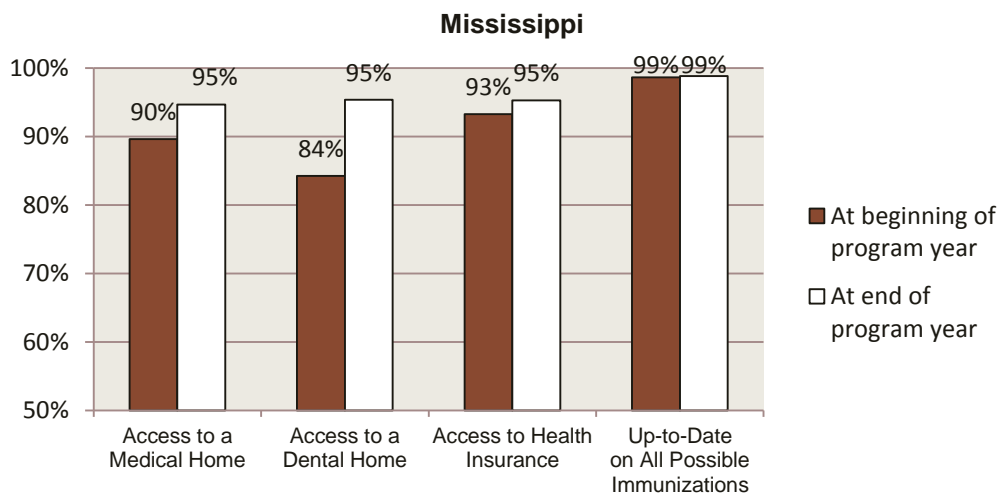 Mississippi
100%
90%
80%
70%
60%
50%
90%
95%
84%
95%
93%
95%
99%
99%
Access to a
Medical Home
Access to a
Dental Home
Access to Health
Insurance
Up-to-Date
on All Possible
Immunizations
At beginning of
program year
At end of
program year